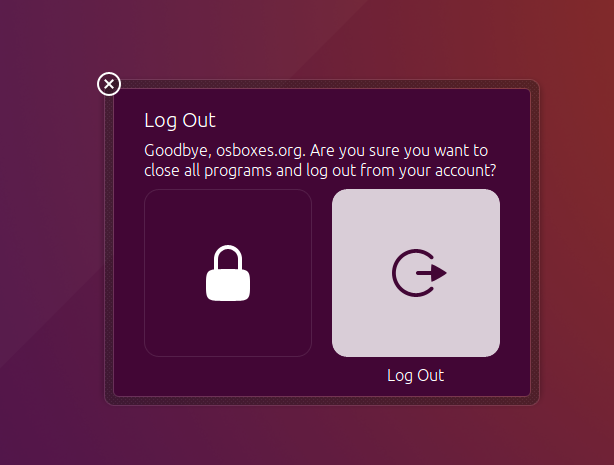 Log Out
Goodbye, osboxes.org. Are you sure you want to
close all programs and log out from your account?
Log Out